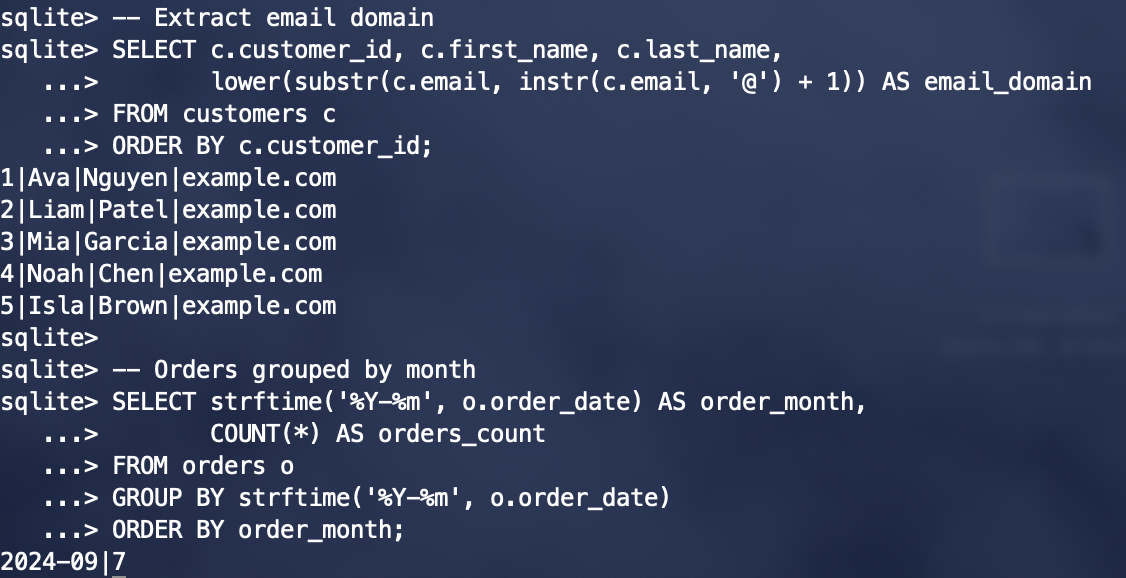 sqlite> -- Extract email domain
sqlite> SELECT c.customer_id, c.first_name, c.last_name,
   ...>        lower(substr(c.email, instr(c.email, '@') + 1)) AS email_domain
   ...> FROM customers c
   ...> ORDER BY c.customer_id;
1|Ava|Nguyen|example.com
2|Liam|Patel|example.com
3|Mia|Garcia|example.com
4|Noah|Chen|example.com
5|Isla|Brown|example.com
sqlite>
sqlite> -- Orders grouped by month
sqlite> SELECT strftime('%Y-%m', o.order_date) AS order_month,
   ...>        COUNT(*) AS orders_count
   ...> FROM orders o
   ...> GROUP BY strftime('%Y-%m', o.order_date)
   ...> ORDER BY order_month;
2024-09|7